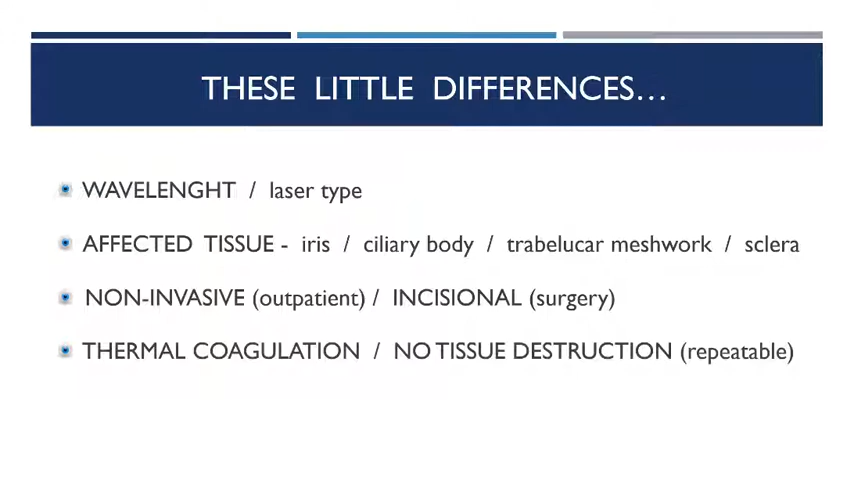 THESE LITTLE DIFFERENCES...
WAVELENGHT / laser type
AFFECTED TISSUE - iris / ciliary body / trabelucar meshwork / sclera
NON-INVASIVE (outpatient) / INCISIONAL (surgery)
THERMAL COAGULATION / NO TISSUE DESTRUCTION (repeatable)